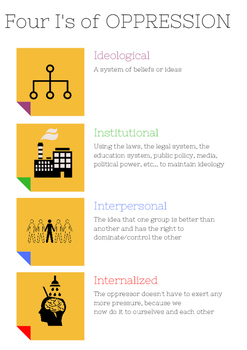 Four I's of OPPRESSION
Ideological
A system of beliefs or ideas
Institutional
Using the laws, the legal system, the
education system, public policy, media,
political power, etc... to maintain ideology
Interpersonal
The idea that one group is better than
another and has the right to
dominate/control the other
Internalized
The oppressor doesn't have to exert any
more pressure, because we
now do it to ourselves and each other